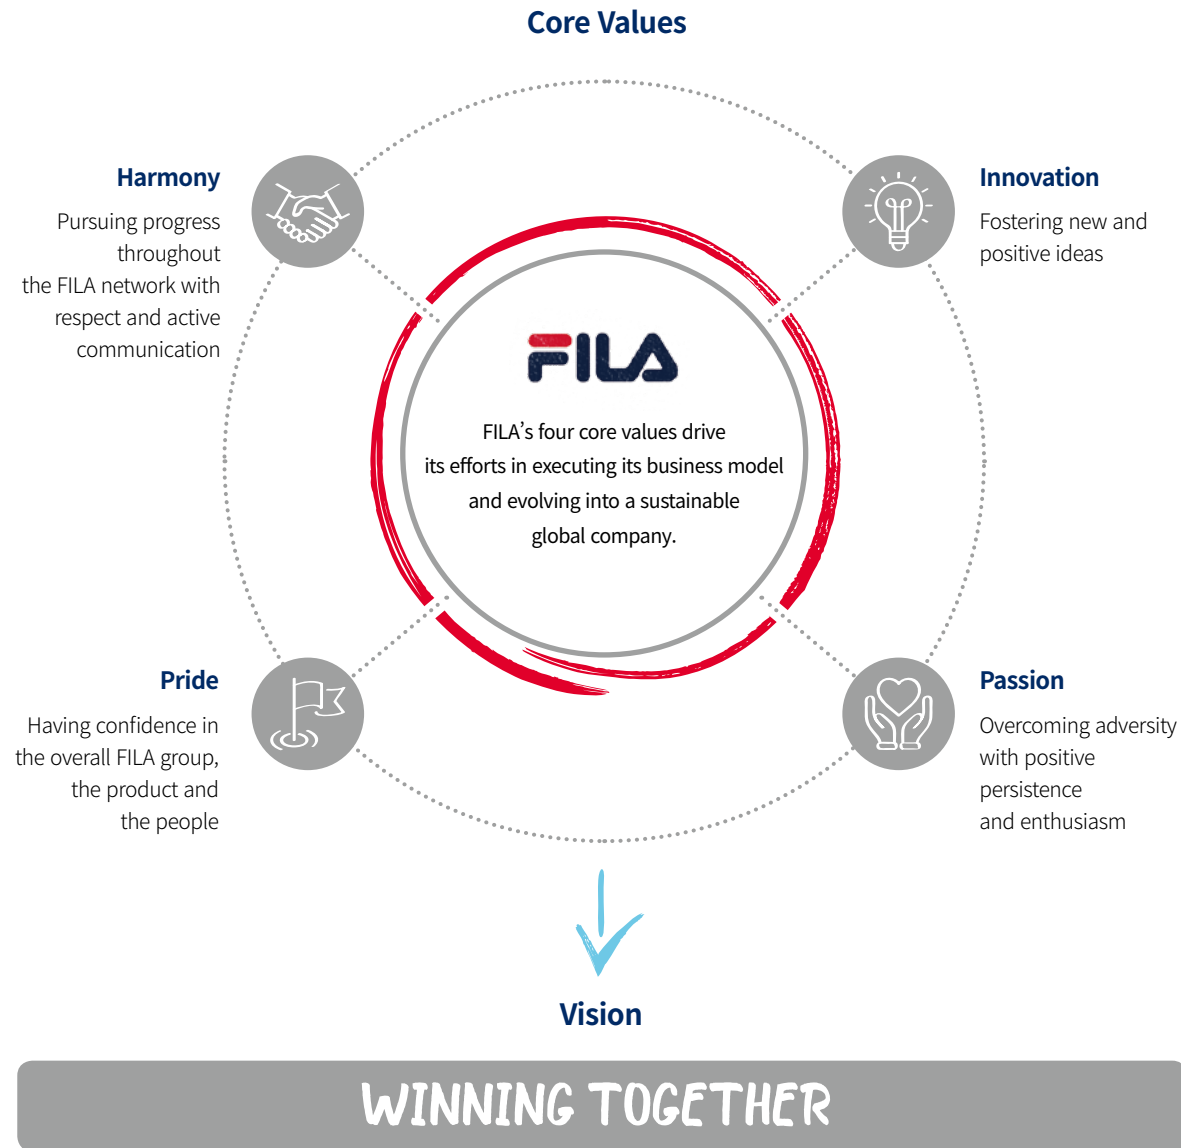 Core Values
Harmony
Pursuing progress
throughout
the FILA network with
respect and active
communication
Innovation
Fostering new and
positive ideas
FILA
FILA's four core values drive
its efforts in executing its business model
and evolving into a sustainable
global company.
Pride
Having confidence in
the overall FILA group,
the product and
the people
Passion
Overcoming adversity
with positive
persistence
and enthusiasm
Vision
WINNING TOGETHER